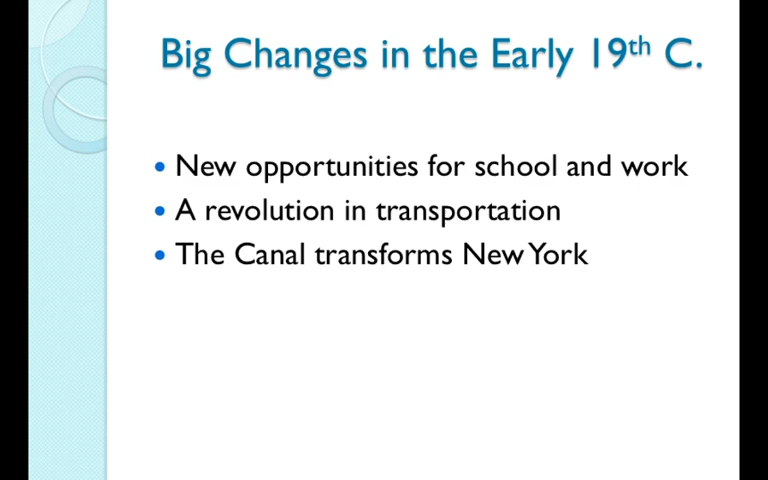 Big Changes in the Early 19th C.
• New opportunities for school and work
• A revolution in transportation
• The Canal transforms New York